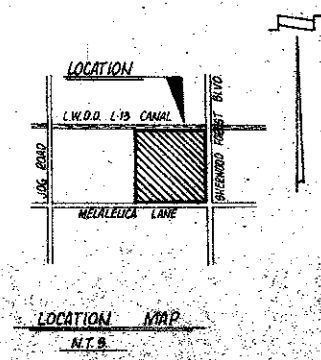 LOCATION
L.W.D.D. L-13 CANAL
JOG ROAD
SHERWOOD FOREST BLVD.
MELALEUCA LANE
LOCATION MAP
N.T.S.